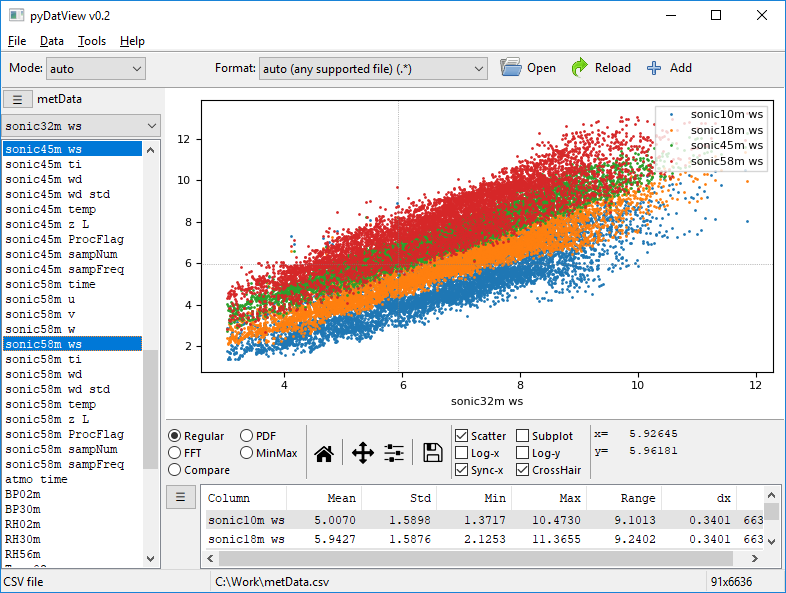 pyDatView v0.2
File Data Tools Help
Mode: auto Format: auto (any supported file) (.*) Open Reload Add
metData
sonic32m ws
sonic45m ws
sonic45m ti
sonic45m wd
sonic45m wd std
sonic45m temp
sonic45m z L
sonic45m ProcFlag
sonic45m sampNum
sonic45m sampFreq
sonic58m time
sonic58m u
sonic58m v
sonic58m w
sonic58m ws
sonic58m ti
sonic58m wd
sonic58m wd std
sonic58m temp
sonic58m z L
sonic58m ProcFlag
sonic58m sampNum
sonic58m sampFreq
atmo time
BP02m
BP30m
RH02m
RH30m
RH56m
sonic10m ws
sonic18m ws
sonic45m ws
sonic58m ws
12
10
8
6
4
2
4 6 8 10 12
sonic32m ws
Regular PDF
FFT MinMax
Compare
Scatter Subplot
Log-x Log-y
Sync-x CrossHair
x= 5.92645
y= 5.96181
Column Mean Std Min Max Range dx
sonic10m ws 5.0070 1.5898 1.3717 10.4730 9.1013 0.3401 663
sonic18m ws 5.9427 1.5876 2.1253 11.3655 9.2402 0.3401 663
CSV file C:\Work\metData.csv 91x6636